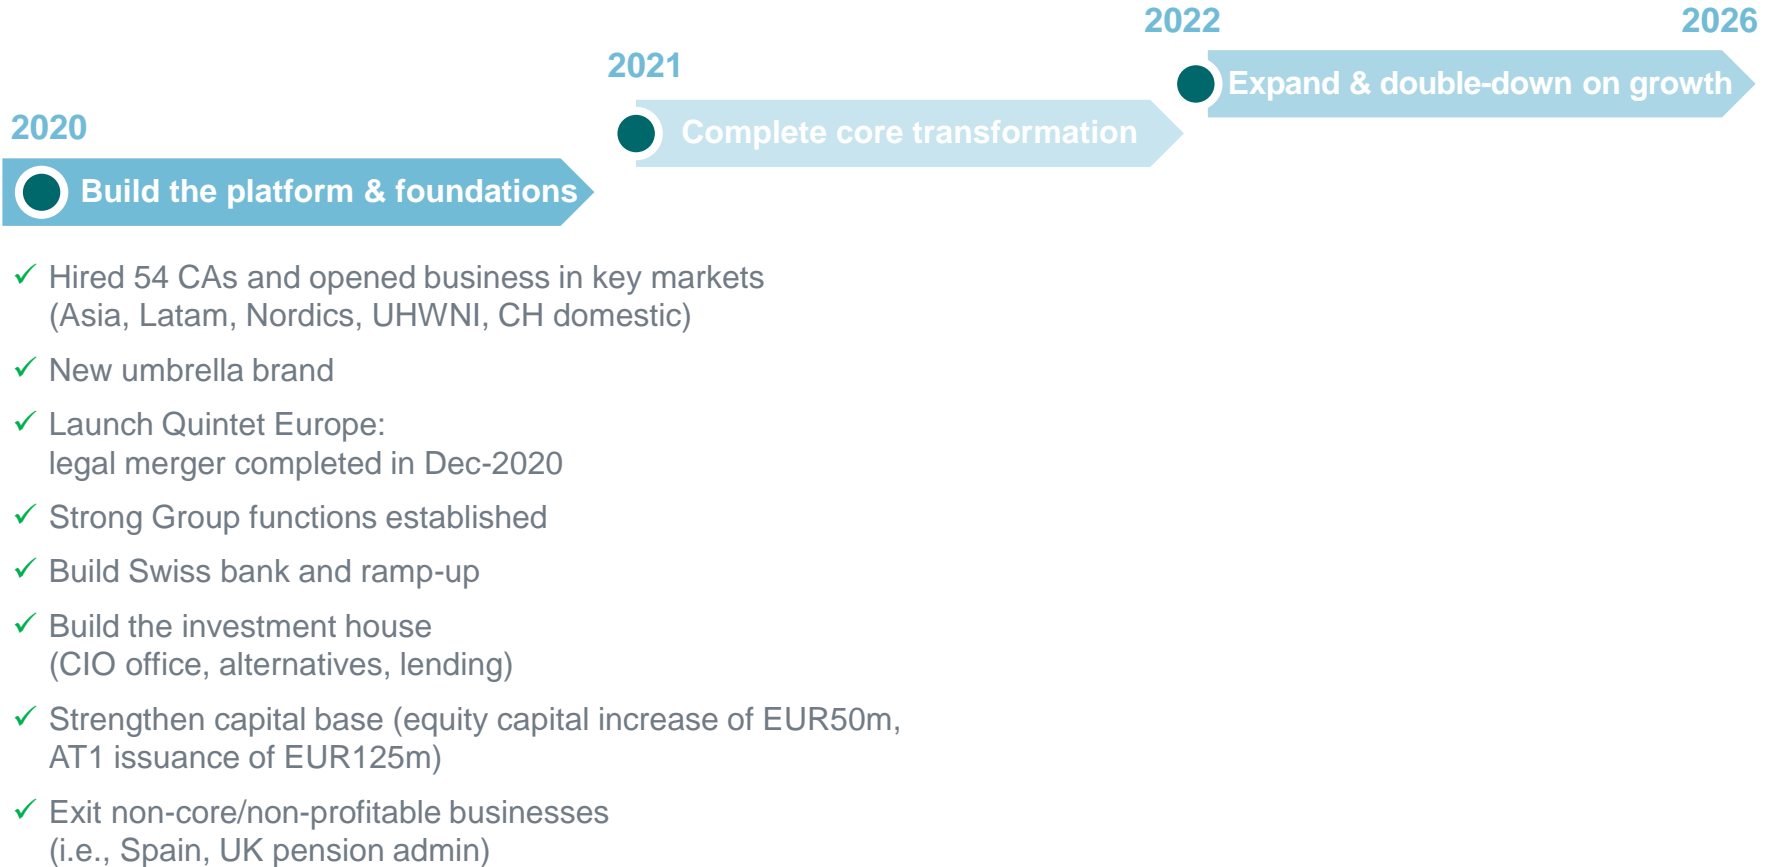 2020
Build the platform & foundations
2021
Complete core transformation
2022
2026
Expand & double-down on growth
✓ Hired 54 CAs and opened business in key markets
(Asia, Latam, Nordics, UHWNI, CH domestic)
✓ New umbrella brand
✓ Launch Quintet Europe:
legal merger completed in Dec-2020
✓ Strong Group functions established
✓ Build Swiss bank and ramp-up
✓ Build the investment house
(CIO office, alternatives, lending)
✓ Strengthen capital base (equity capital increase of EUR50m,
AT1 issuance of EUR125m)
✓ Exit non-core/non-profitable businesses
(i.e., Spain, UK pension admin)